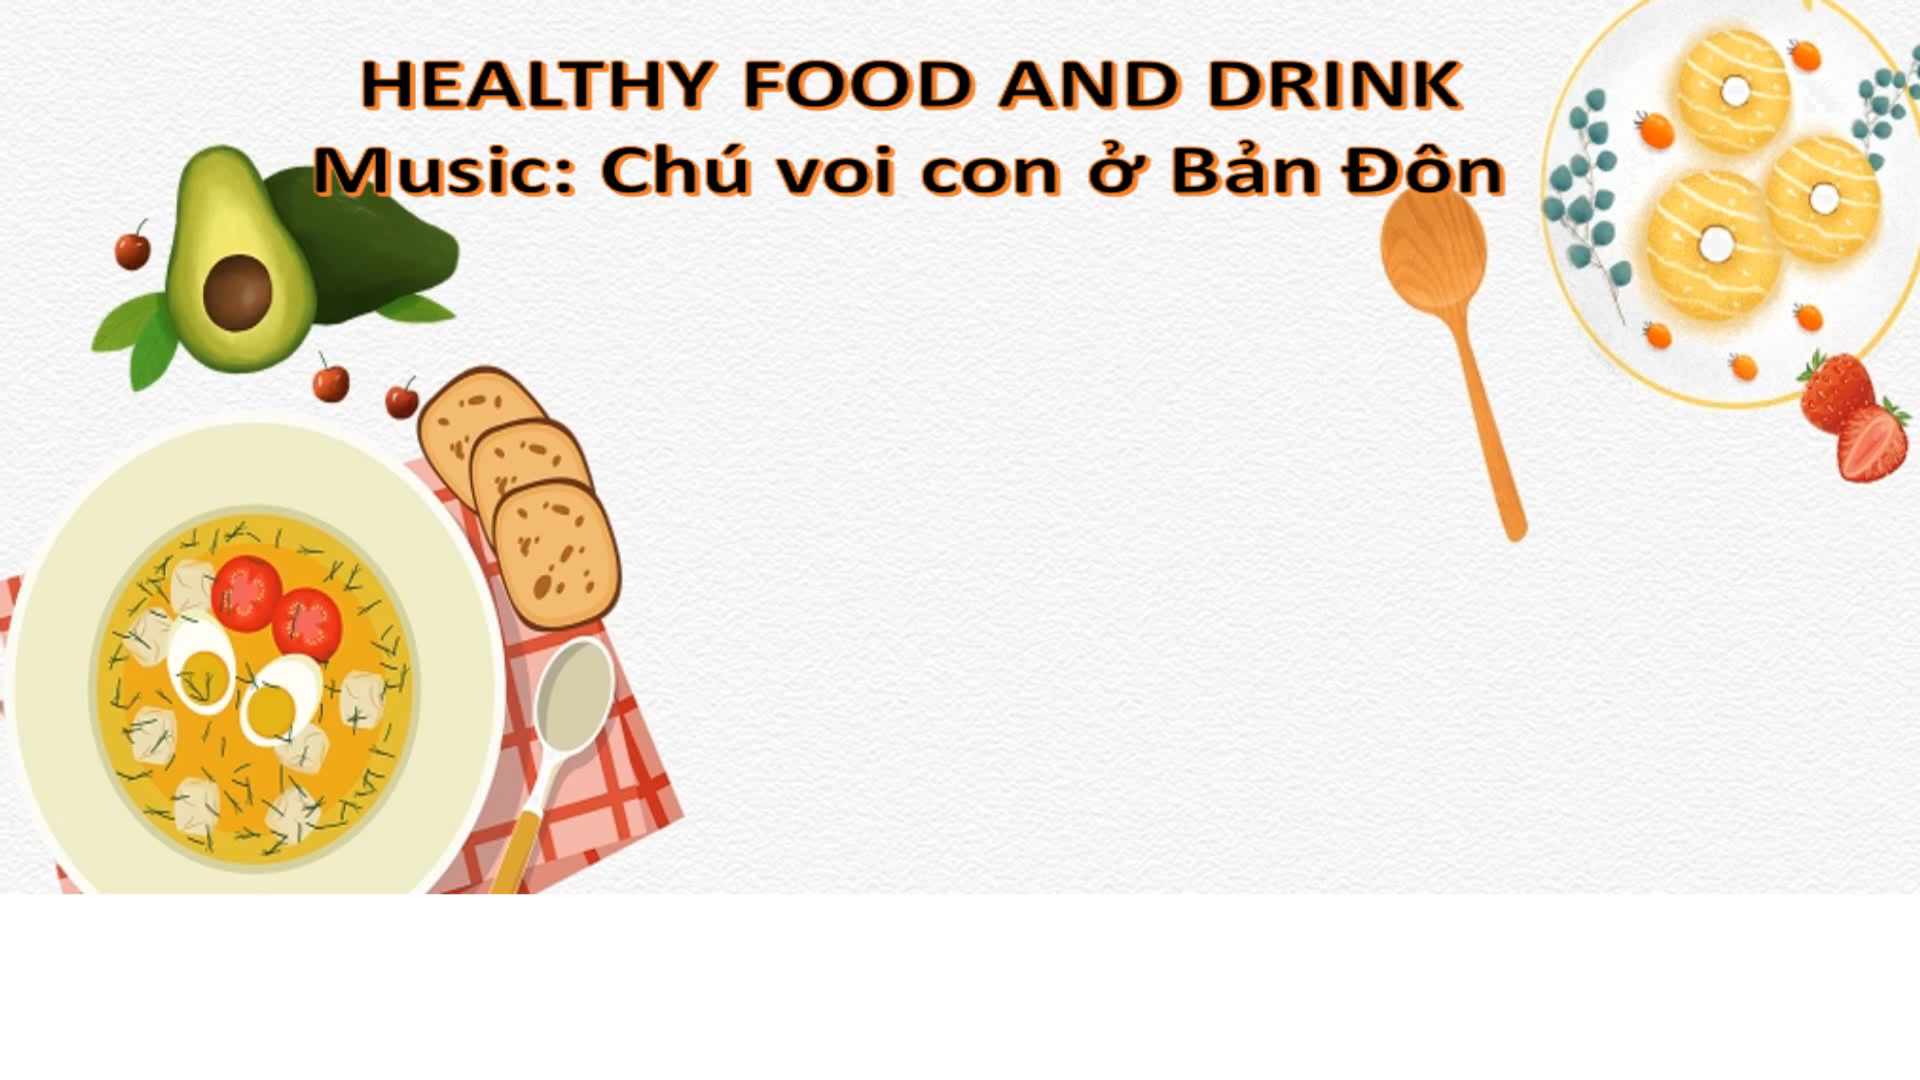 HEALTHY FOOD AND DRINK
Music: Chú voi con ở Bản Đôn